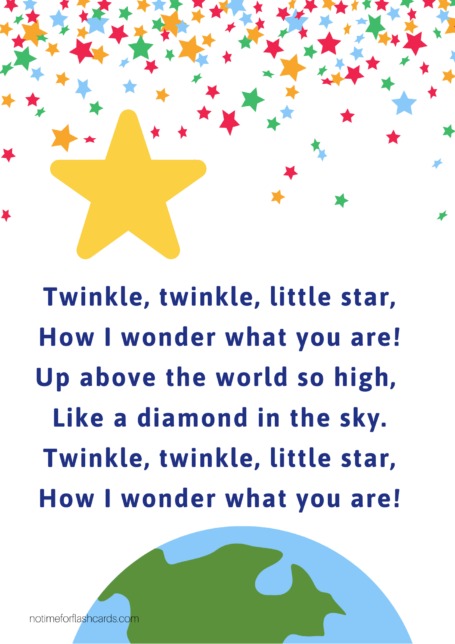 Twinkle, twinkle, little star,
How I wonder what you are!
Up above the world so high,
Like a diamond in the sky.
Twinkle, twinkle, little star,
How I wonder what you are!
notimeforflashcards.com